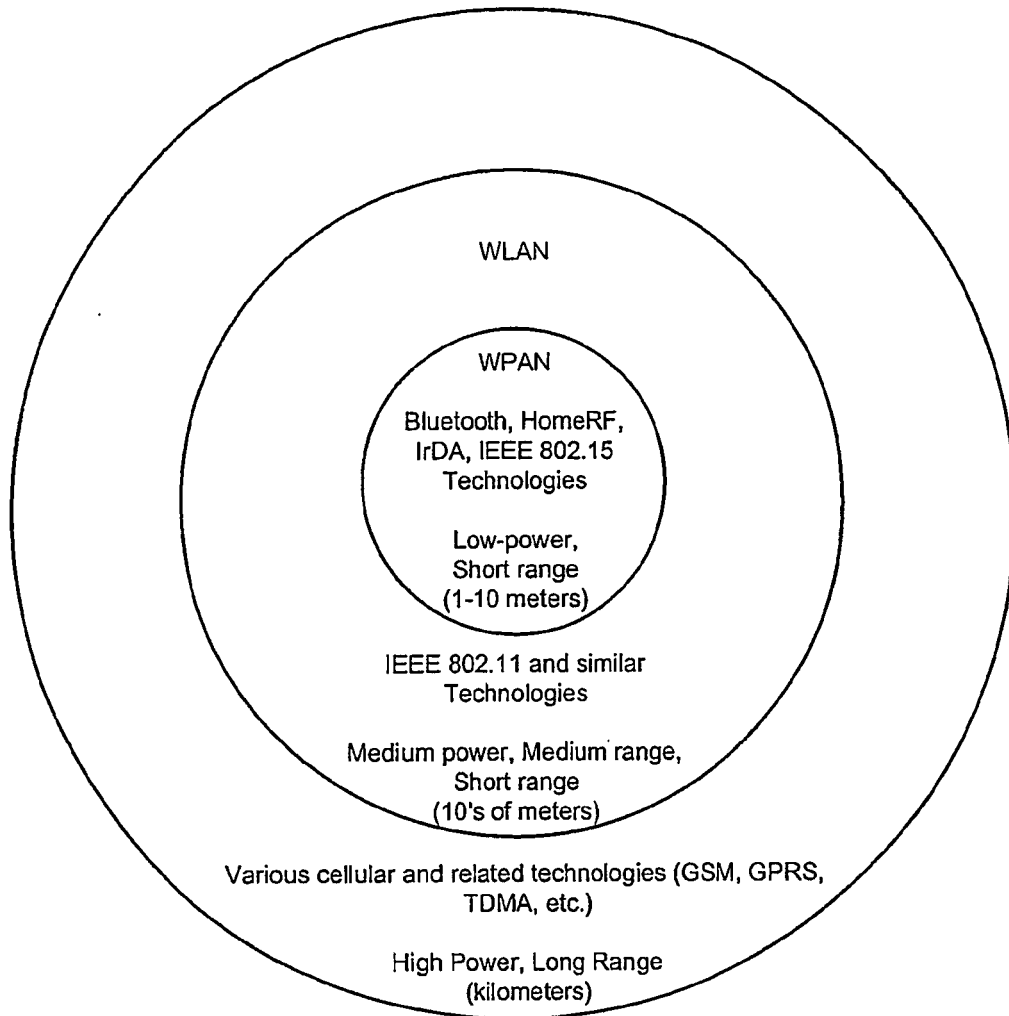 WLAN
WPAN
Bluetooth, HomeRF,
IrDA, IEEE 802.15
Technologies
Low-power,
Short range
(1-10 meters)
IEEE 802.11 and similar
Technologies
Medium power, Medium range,
Short range
(10's of meters)
Various cellular and related technologies (GSM, GPRS,
TDMA, etc.)
High Power, Long Range
(kilometers)